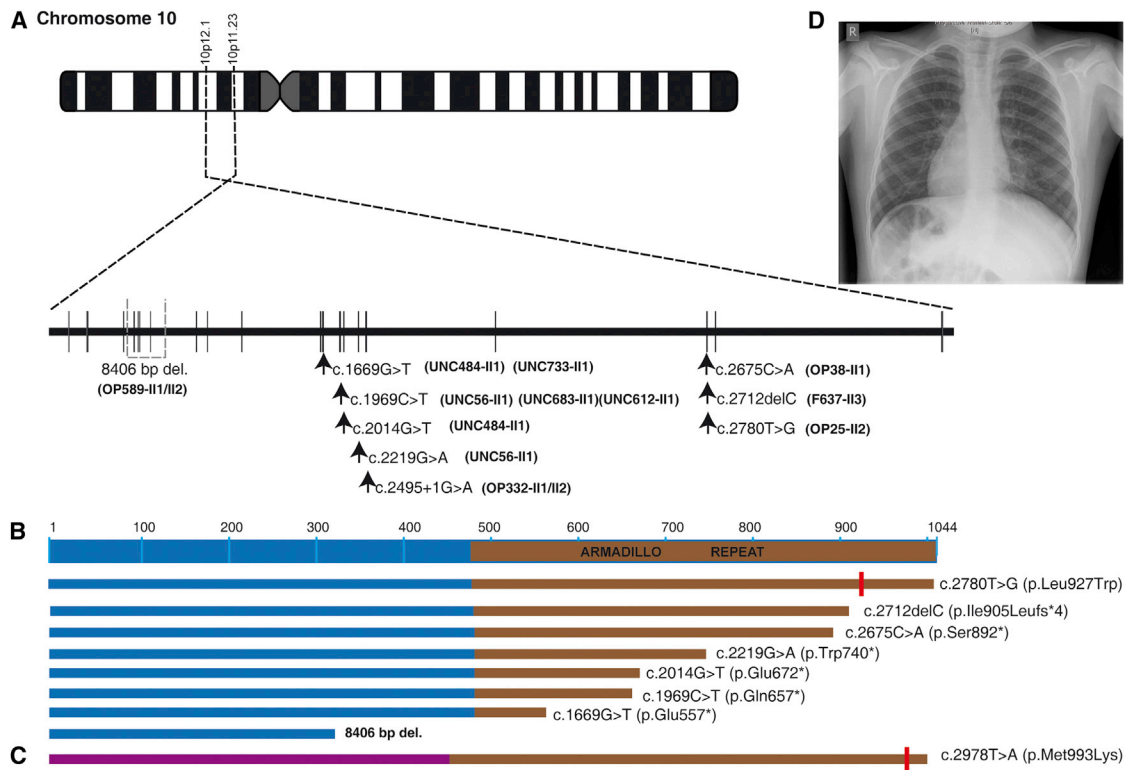 A Chromosome 10
10p12.1
10p11.23
D
R
8406 bp del.
(OP589-II1/II2)
c.1669G>T (UNC484-II1) (UNC733-II1)
c.1969C>T (UNC56-II1) (UNC683-II1)(UNC612-II1)
c.2014G>T (UNC484-II1)
c.2219G>A (UNC56-II1)
c.2495+1G>A (OP332-II1/II2)
c.2675C>A (OP38-II1)
c.2712delC (F637-II3)
c.2780T>G (OP25-II2)
B
1 100 200 300 400 500 600 700 800 900 1044
ARMADILLO REPEAT
c.2780T>G (p.Leu927Trp)
c.2712delC (p.Ile905Leufs*4)
c.2675C>A (p.Ser892*)
c.2219G>A (p.Trp740*)
c.2014G>T (p.Glu672*)
c.1969C>T (p.Gln657*)
c.1669G>T (p.Glu557*)
8406 bp del.
C
c.2978T>A (p.Met993Lys)